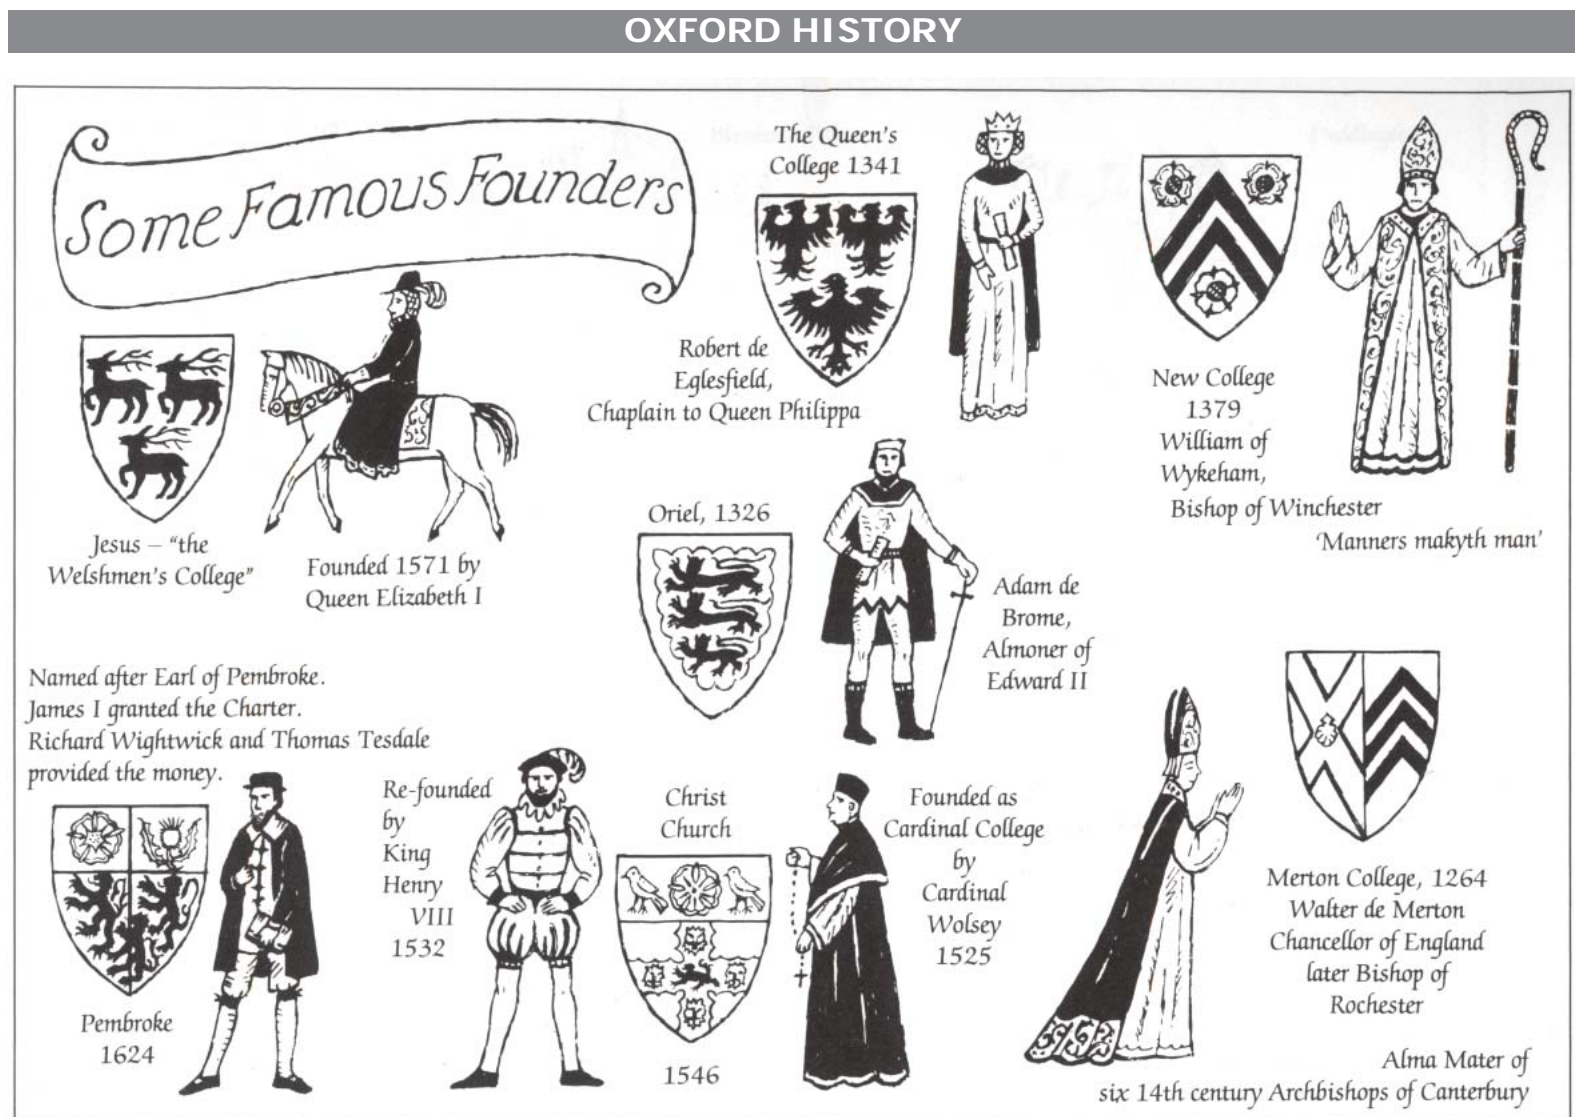 OXFORD HISTORY
Some Famous Founders
The Queen's
College 1341
Robert de
Eglesfield,
Chaplain to Queen Philippa
New College
1379
William of
Wykeham,
Bishop of Winchester
'Manners makyth man'
Jesus – "the
Welshmen's College"
Founded 1571 by
Queen Elizabeth I
Oriel, 1326
Adam de
Brome,
Almoner of
Edward II
Named after Earl of Pembroke.
James I granted the Charter.
Richard Wightwick and Thomas Tesdale
provided the money.
Pembroke
1624
Re-founded
by
King
Henry
VIII
1532
Christ
Church
1546
Founded as
Cardinal College
by
Cardinal
Wolsey
1525
Merton College, 1264
Walter de Merton
Chancellor of England
later Bishop of
Rochester
Alma Mater of
six 14th century Archbishops of Canterbury